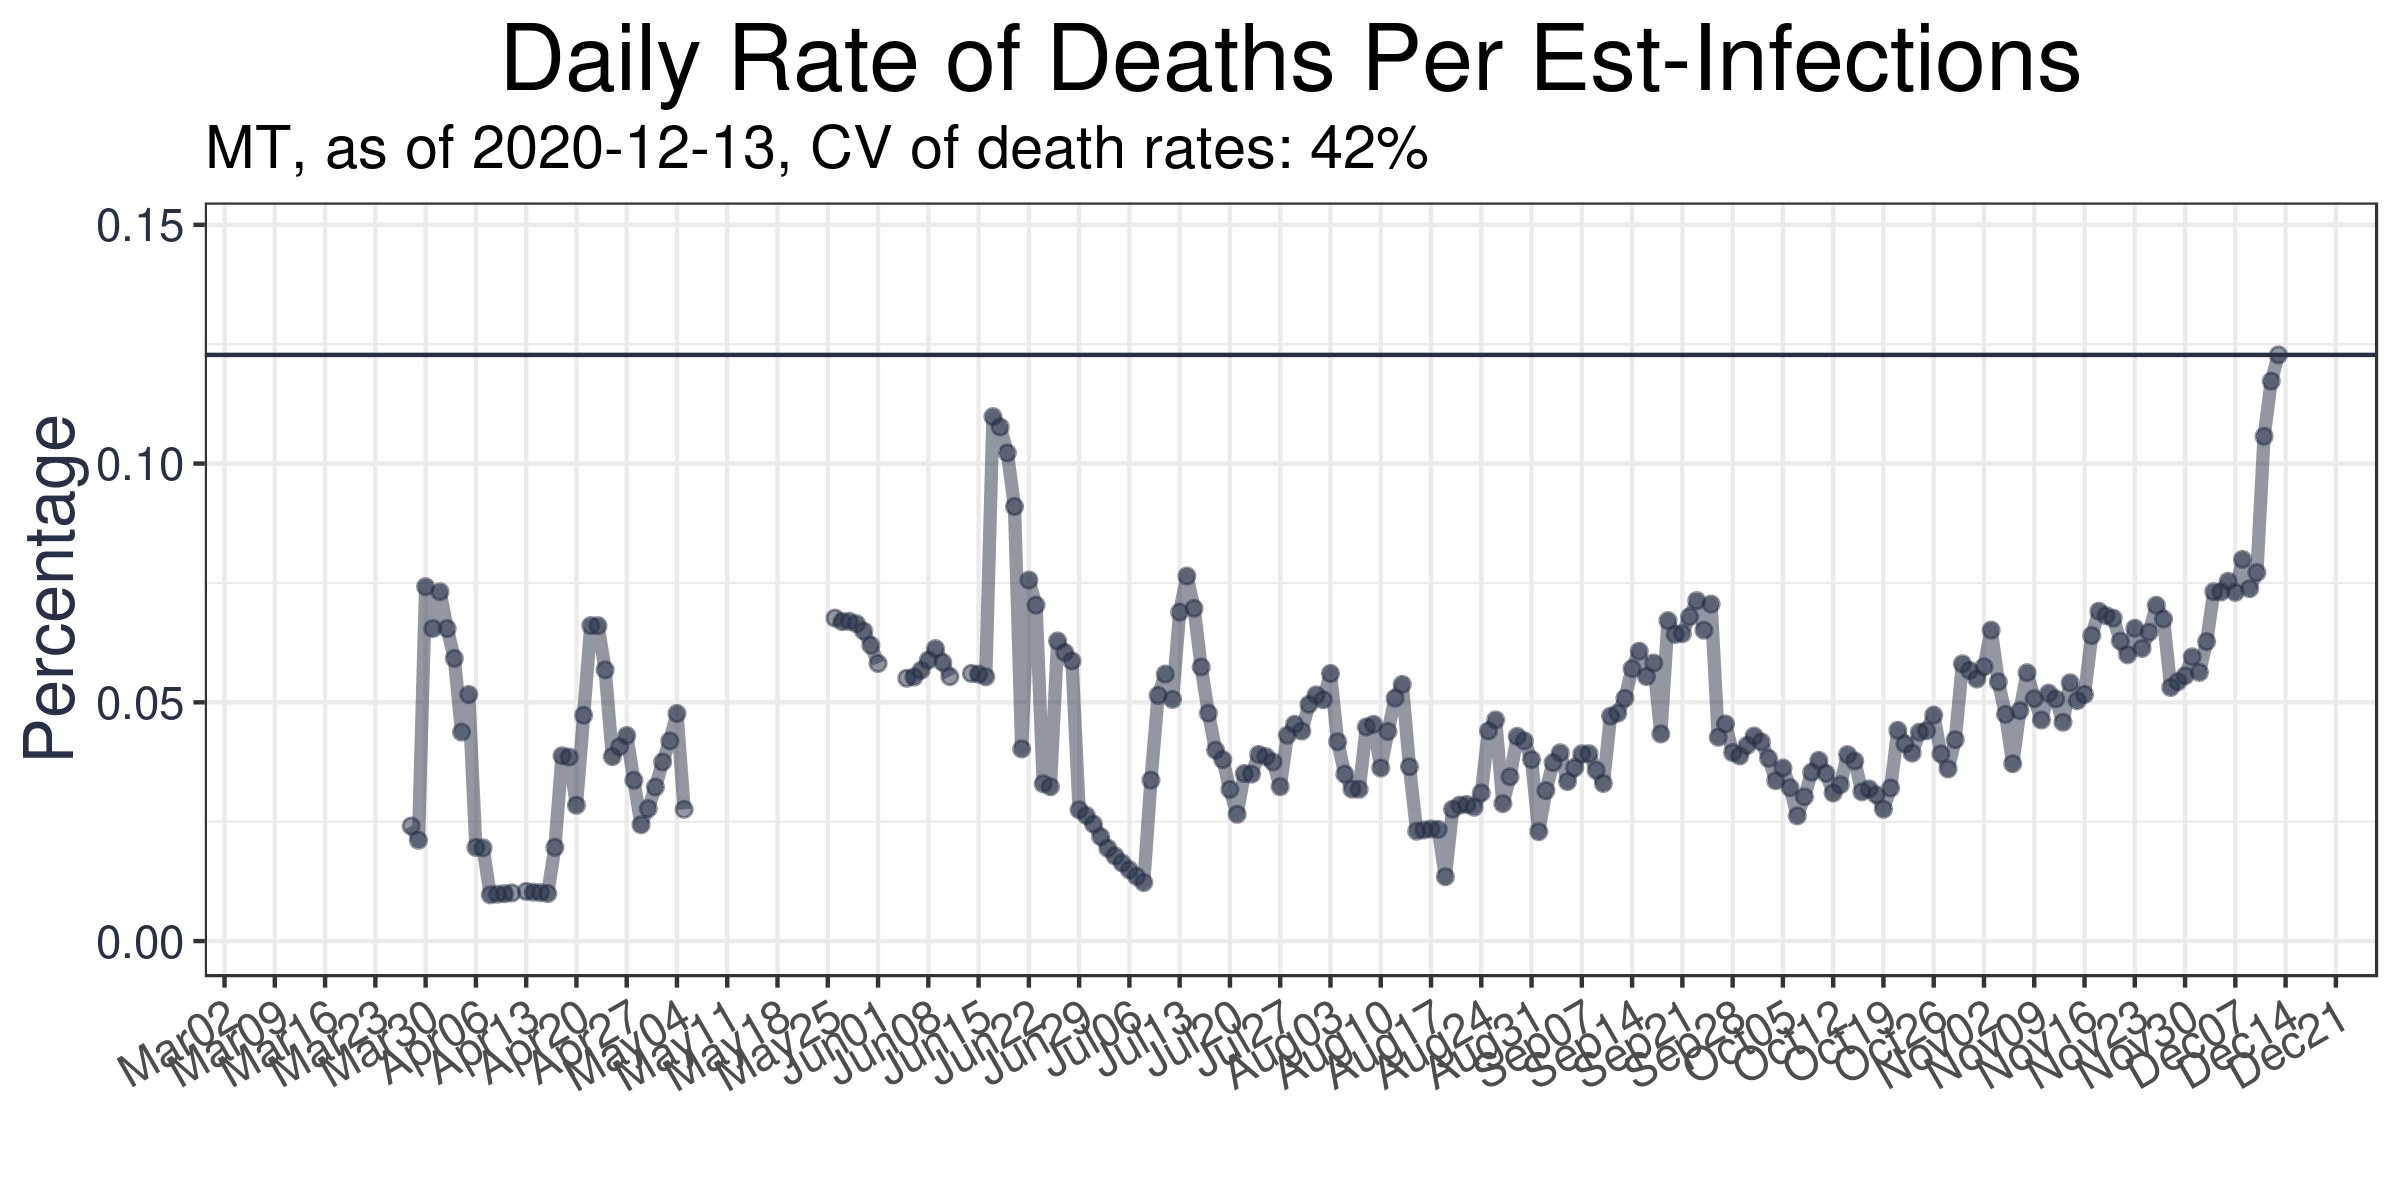 Daily Rate of Deaths Per Est-Infections
MT, as of 2020-12-13, CV of death rates: 42%
Percentage
0.15
0.10
0.05
0.00
Mar02
Mar09
Mar16
Mar23
Mar30
Apr06
Apr13
Apr20
Apr27
May04
May11
May18
May25
Jun01
Jun08
Jun15
Jun22
Jun29
Jul06
Jul13
Jul20
Jul27
Aug03
Aug10
Aug17
Aug24
Aug31
Sep07
Sep14
Sep21
Sep28
Oct05
Oct12
Oct19
Oct26
Nov02
Nov09
Nov16
Nov23
Nov30
Dec07
Dec14
Dec21